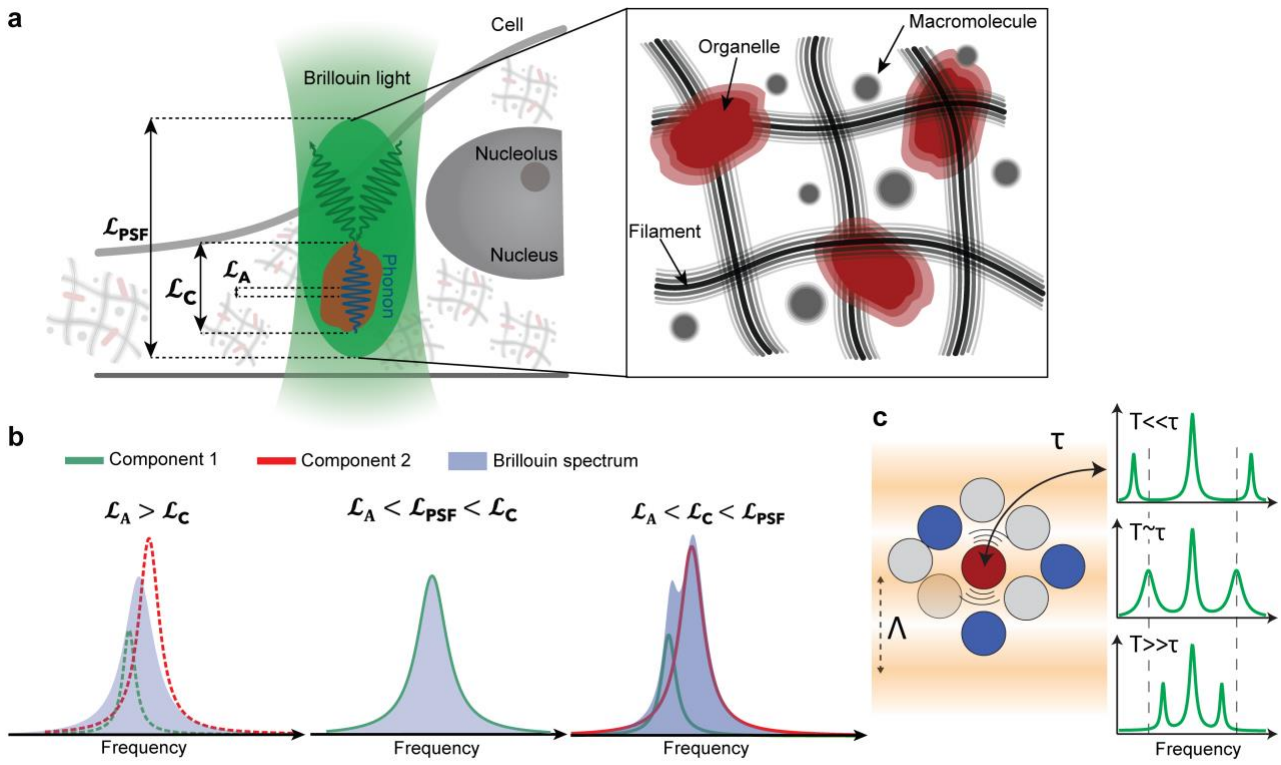 a
Cell
Brillouin light
Nucleolus
Nucleus
ℒPSF
ℒC
ℒA
Phonon
Macromolecule
Organelle
Filament
b
Component 1
Component 2
Brillouin spectrum
ℒA > ℒC
ℒA < ℒPSF < ℒC
ℒA < ℒC < ℒPSF
Frequency
Frequency
Frequency
c
τ
Λ
T<<τ
T~τ
T>>τ
Frequency